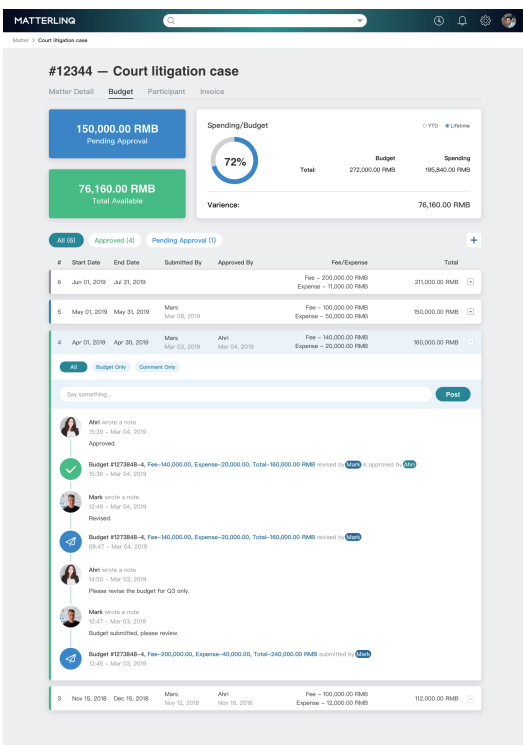 MATTERLINQ
Matter > Court litigation case
#12344 — Court litigation case
Matter Detail Budget Participant Invoice
150,000.00 RMB
Pending Approval
76,160.00 RMB
Total Available
Spending/Budget
YTD Lifetime
72%
Budget Spending
Total: 272,000.00 RMB 195,840.00 RMB
Varience: 76,160.00 RMB
All (6) Approved (4) Pending Approval (1) +
# Start Date End Date Submitted By Approved By Fee/Expense Total
6 Jun 01, 2019 Jul 31, 2019 Fee – 200,000.00 RMB 211,000.00 RMB
Expense – 11,000.00 RMB
5 May 01, 2019 May 31, 2019 Mars Fee – 100,000.00 RMB 150,000.00 RMB
Mar 08, 2019 Expense – 50,000.00 RMB
4 Apr 01, 2019 Apr 30, 2019 Mars Ahri Fee – 140,000.00 RMB 160,000.00 RMB
Mar 03, 2019 Mar 04, 2019 Expense – 20,000.00 RMB
All Budget Only Comment Only
Say something... Post
Ahri wrote a note
15:39 – Mar 04, 2019
Approved.
Budget #1273848–4, Fee–140,000.00, Expense–20,000.00, Total–160,000.00 RMB revised by Mark is approved by Ahri
15:38 – Mar 04, 2019
Mark wrote a note
12:49 – Mar 04, 2019
Revised.
Budget #1273848–4, Fee–140,000.00, Expense–20,000.00, Total–160,000.00 RMB revised by Mark
09:47 – Mar 04, 2019
Ahri wrote a note
14:50 – Mar 03, 2019
Please revise the budget for Q3 only.
Mark wrote a note
12:47 – Mar 03, 2019
Budget submitted, please review.
Budget #1273848–4, Fee–200,000.00, Expense–40,000.00, Total–240,000.00 RMB submitted by Mark
12:45 – Mar 03, 2019
3 Nov 15, 2018 Dec 15, 2018 Mars Ahri Fee – 100,000.00 RMB 112,000.00 RMB
Nov 12, 2018 Nov 16, 2018 Expense – 12,000.00 RMB